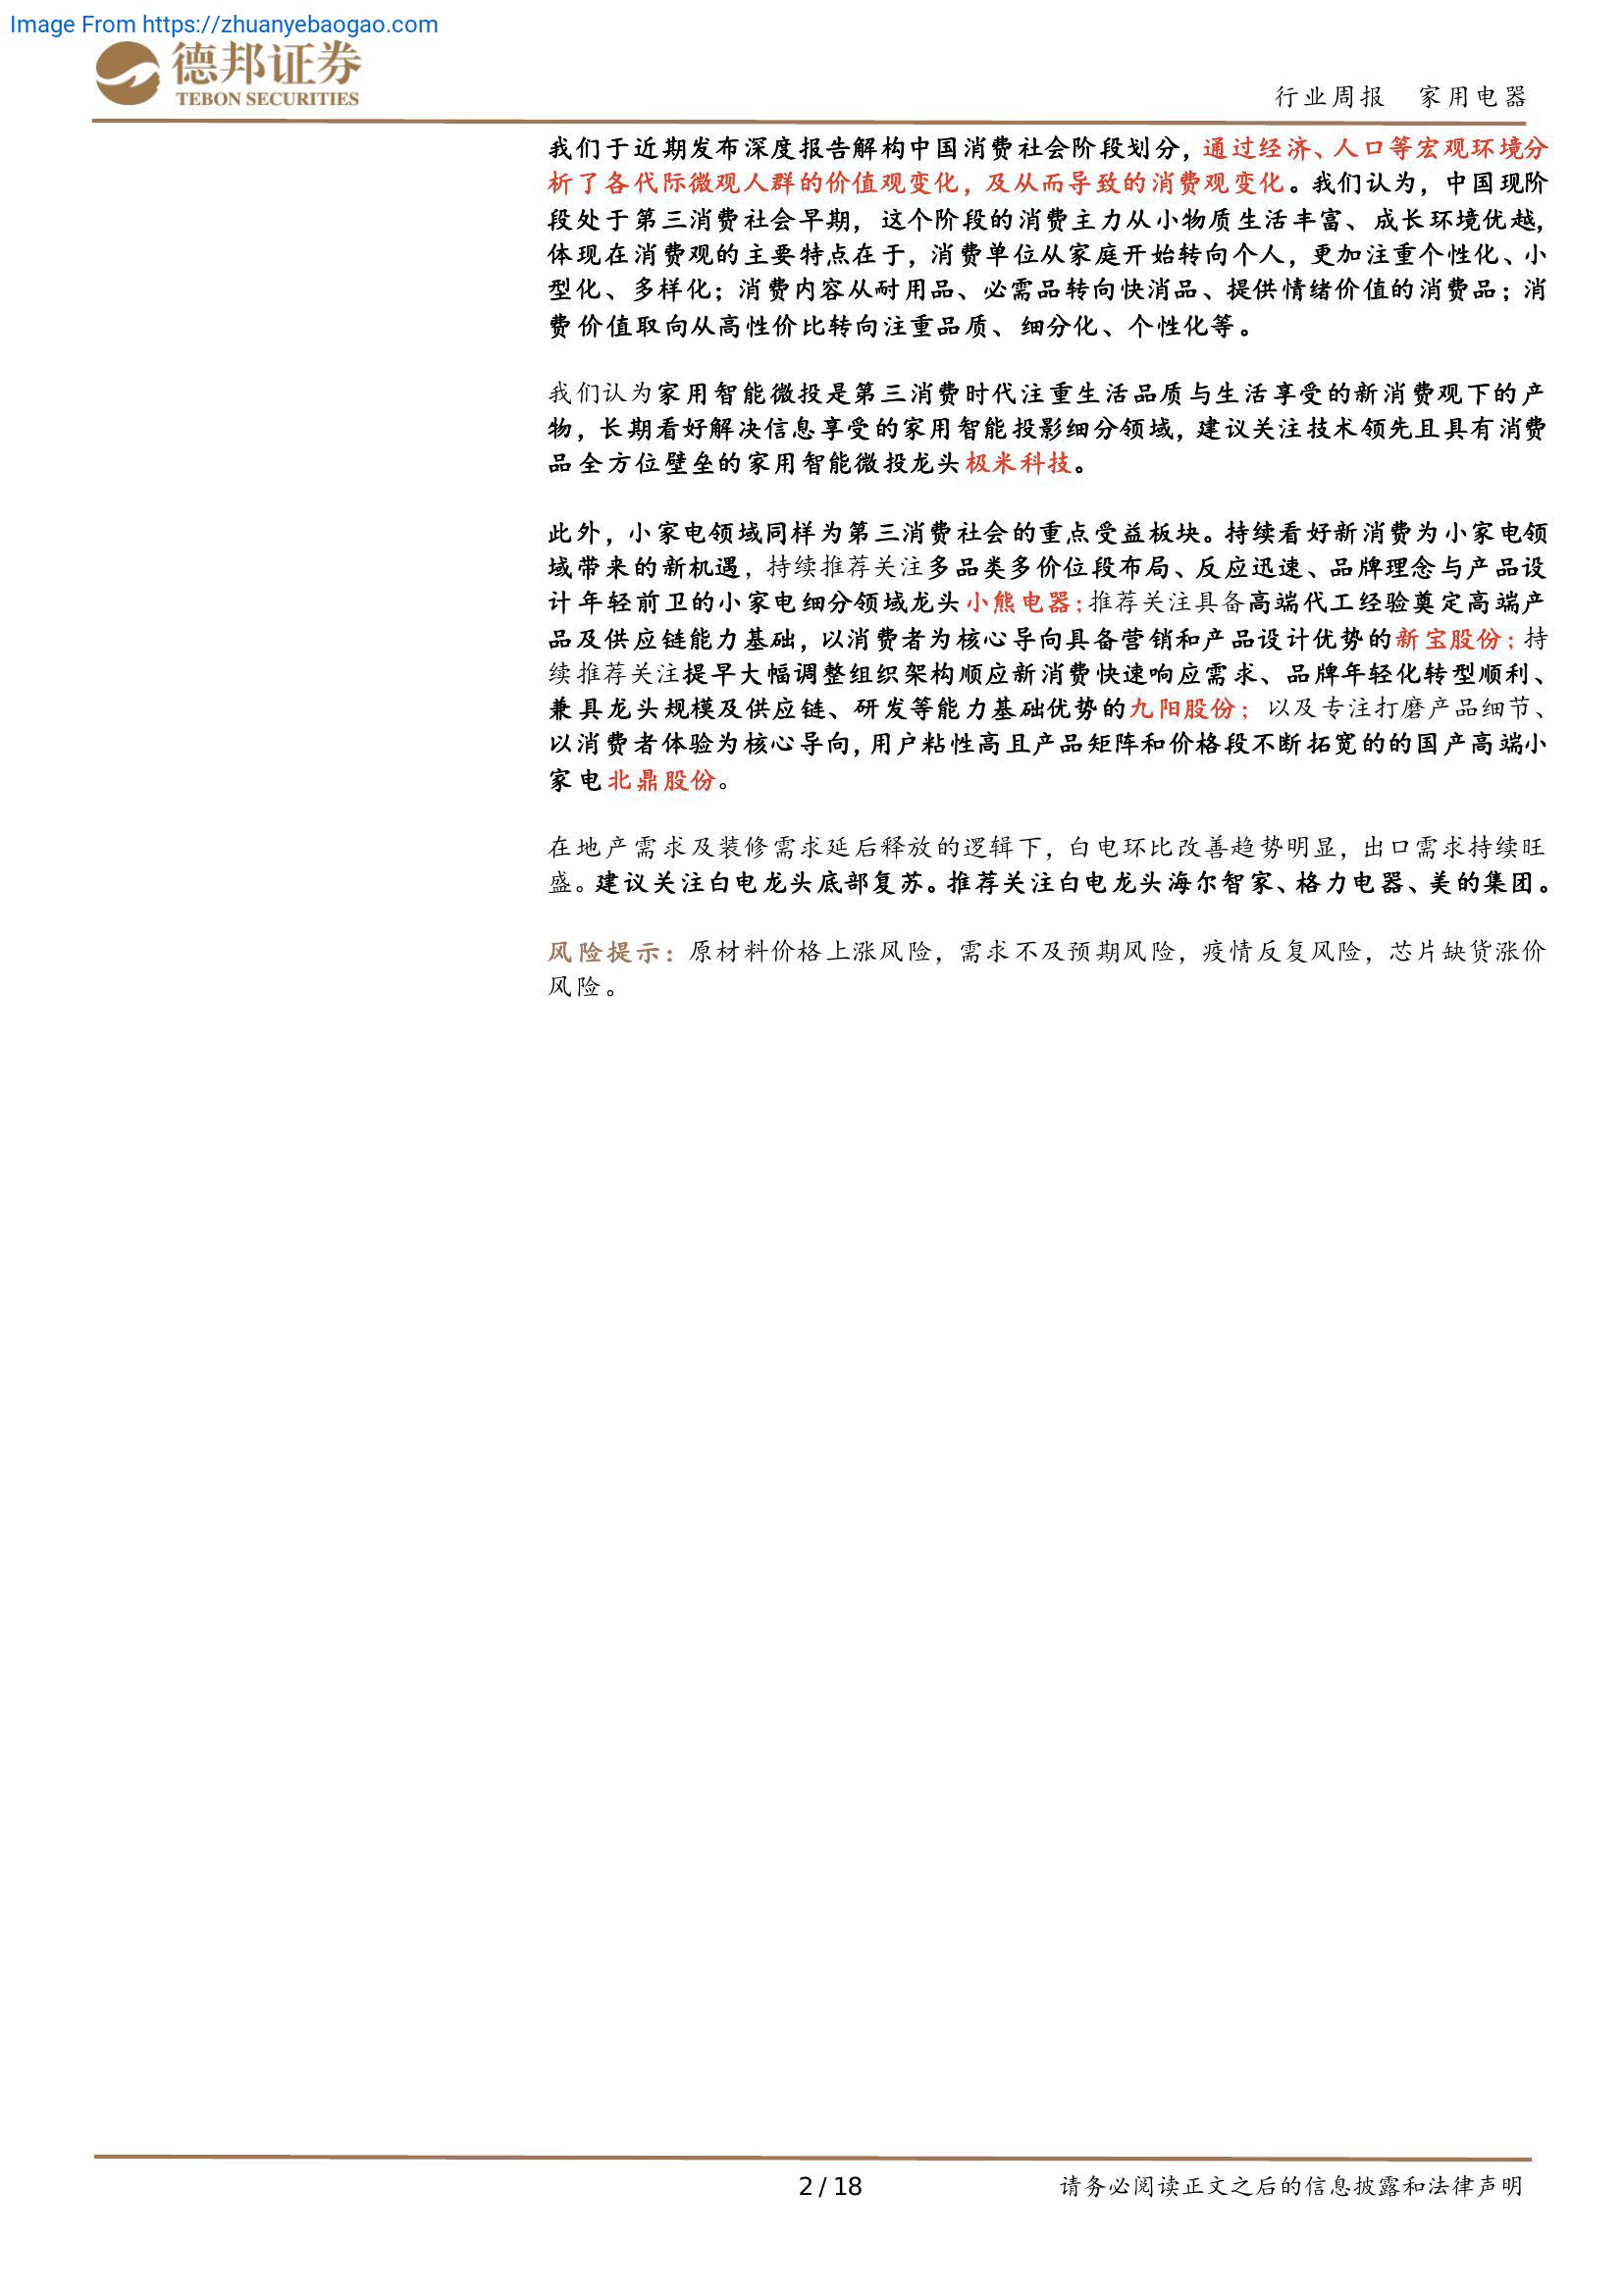 Image From https://zhuanyebaogao.com
德邦证券
TEBON SECURITIES
行业周报 家用电器
我们于近期发布深度报告解构中国消费社会阶段划分，通过经济、人口等宏观环境分
析了各代际微观人群的价值观变化，及从而导致的消费观变化。我们认为，中国现阶
段处于第三消费社会早期，这个阶段的消费主力从小物质生活丰富、成长环境优越，
体现在消费观的主要特点在于，消费单位从家庭开始转向个人，更加注重个性化、小
型化、多样化；消费内容从耐用品、必需品转向快消品、提供情绪价值的消费品；消
费价值取向从高性价比转向注重品质、细分化、个性化等。
我们认为家用智能微投是第三消费时代注重生活品质与生活享受的新消费观下的产
物，长期看好解决信息享受的家用智能投影细分领域，建议关注技术领先且具有消费
品全方位壁垒的家用智能微投龙头极米科技。
此外，小家电领域同样为第三消费社会的重点受益板块。持续看好新消费为小家电领
域带来的新机遇，持续推荐关注多品类多价位段布局、反应迅速、品牌理念与产品设
计年轻前卫的小家电细分领域龙头小熊电器；推荐关注具备高端代工经验奠定高端产
品及供应链能力基础，以消费者为核心导向具备营销和产品设计优势的新宝股份；持
续推荐关注提早大幅调整组织架构顺应新消费快速响应需求、品牌年轻化转型顺利、
兼具龙头规模及供应链、研发等能力基础优势的九阳股份；以及专注打磨产品细节、
以消费者体验为核心导向，用户粘性高且产品矩阵和价格段不断拓宽的的国产高端小
家电北鼎股份。
在地产需求及装修需求延后释放的逻辑下，白电环比改善趋势明显，出口需求持续旺
盛。建议关注白电龙头底部复苏。推荐关注白电龙头海尔智家、格力电器、美的集团。
风险提示：原材料价格上涨风险，需求不及预期风险，疫情反复风险，芯片缺货涨价
风险。
2 / 18
请务必阅读正文之后的信息披露和法律声明